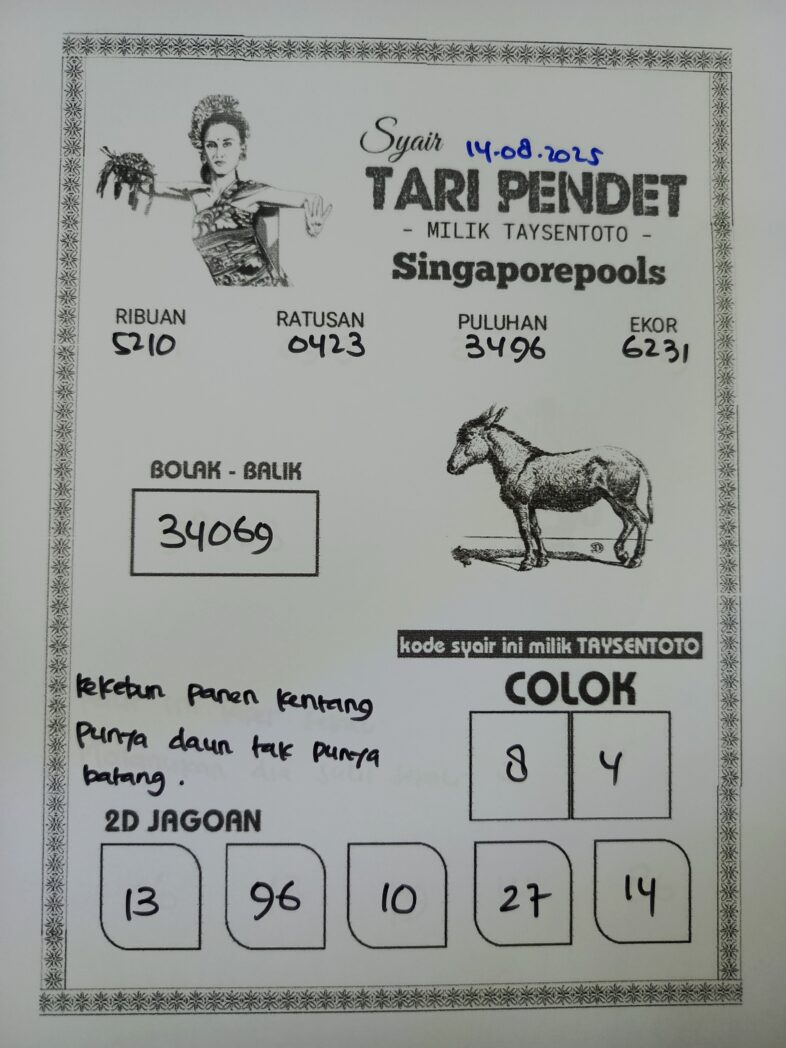 Syair 14.08.2025
TARI PENDET
- MILIK TAYSENTOTO -
Singaporepools
RIBUAN RATUSAN PULUHAN EKOR
5210 0423 3496 6231
BOLAK - BALIK
34069
kode syair ini milik TAYSENTOTO
COLOK
8 4
kekebun panen kentang
punya daun tak punya
batang.
2D JAGOAN
13 96 10 27 14